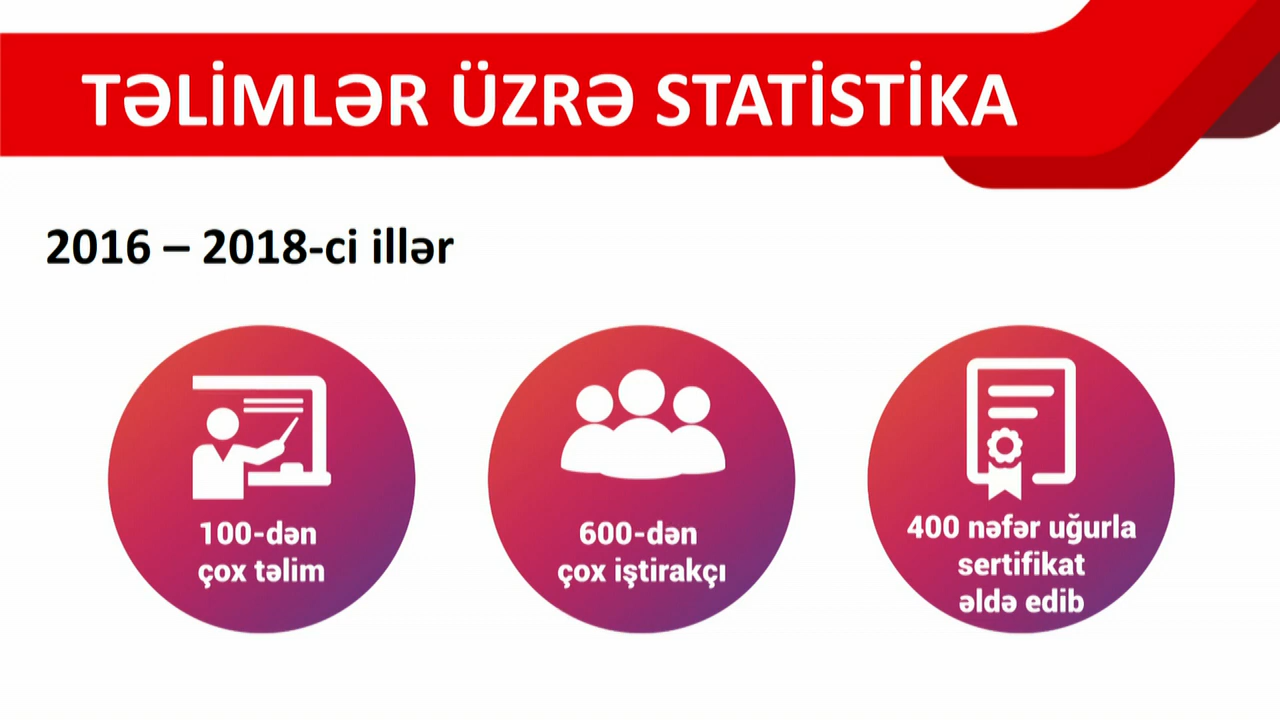 TƏLİMLƏR ÜZRƏ STATİSTİKA
2016 – 2018-ci illər
100-dən
çox təlim
600-dən
çox iştirakçı
400 nəfər uğurla
sertifikat
əldə edib